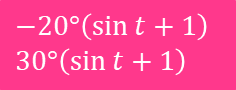 −20°(sin t + 1)
30°(sin t + 1)